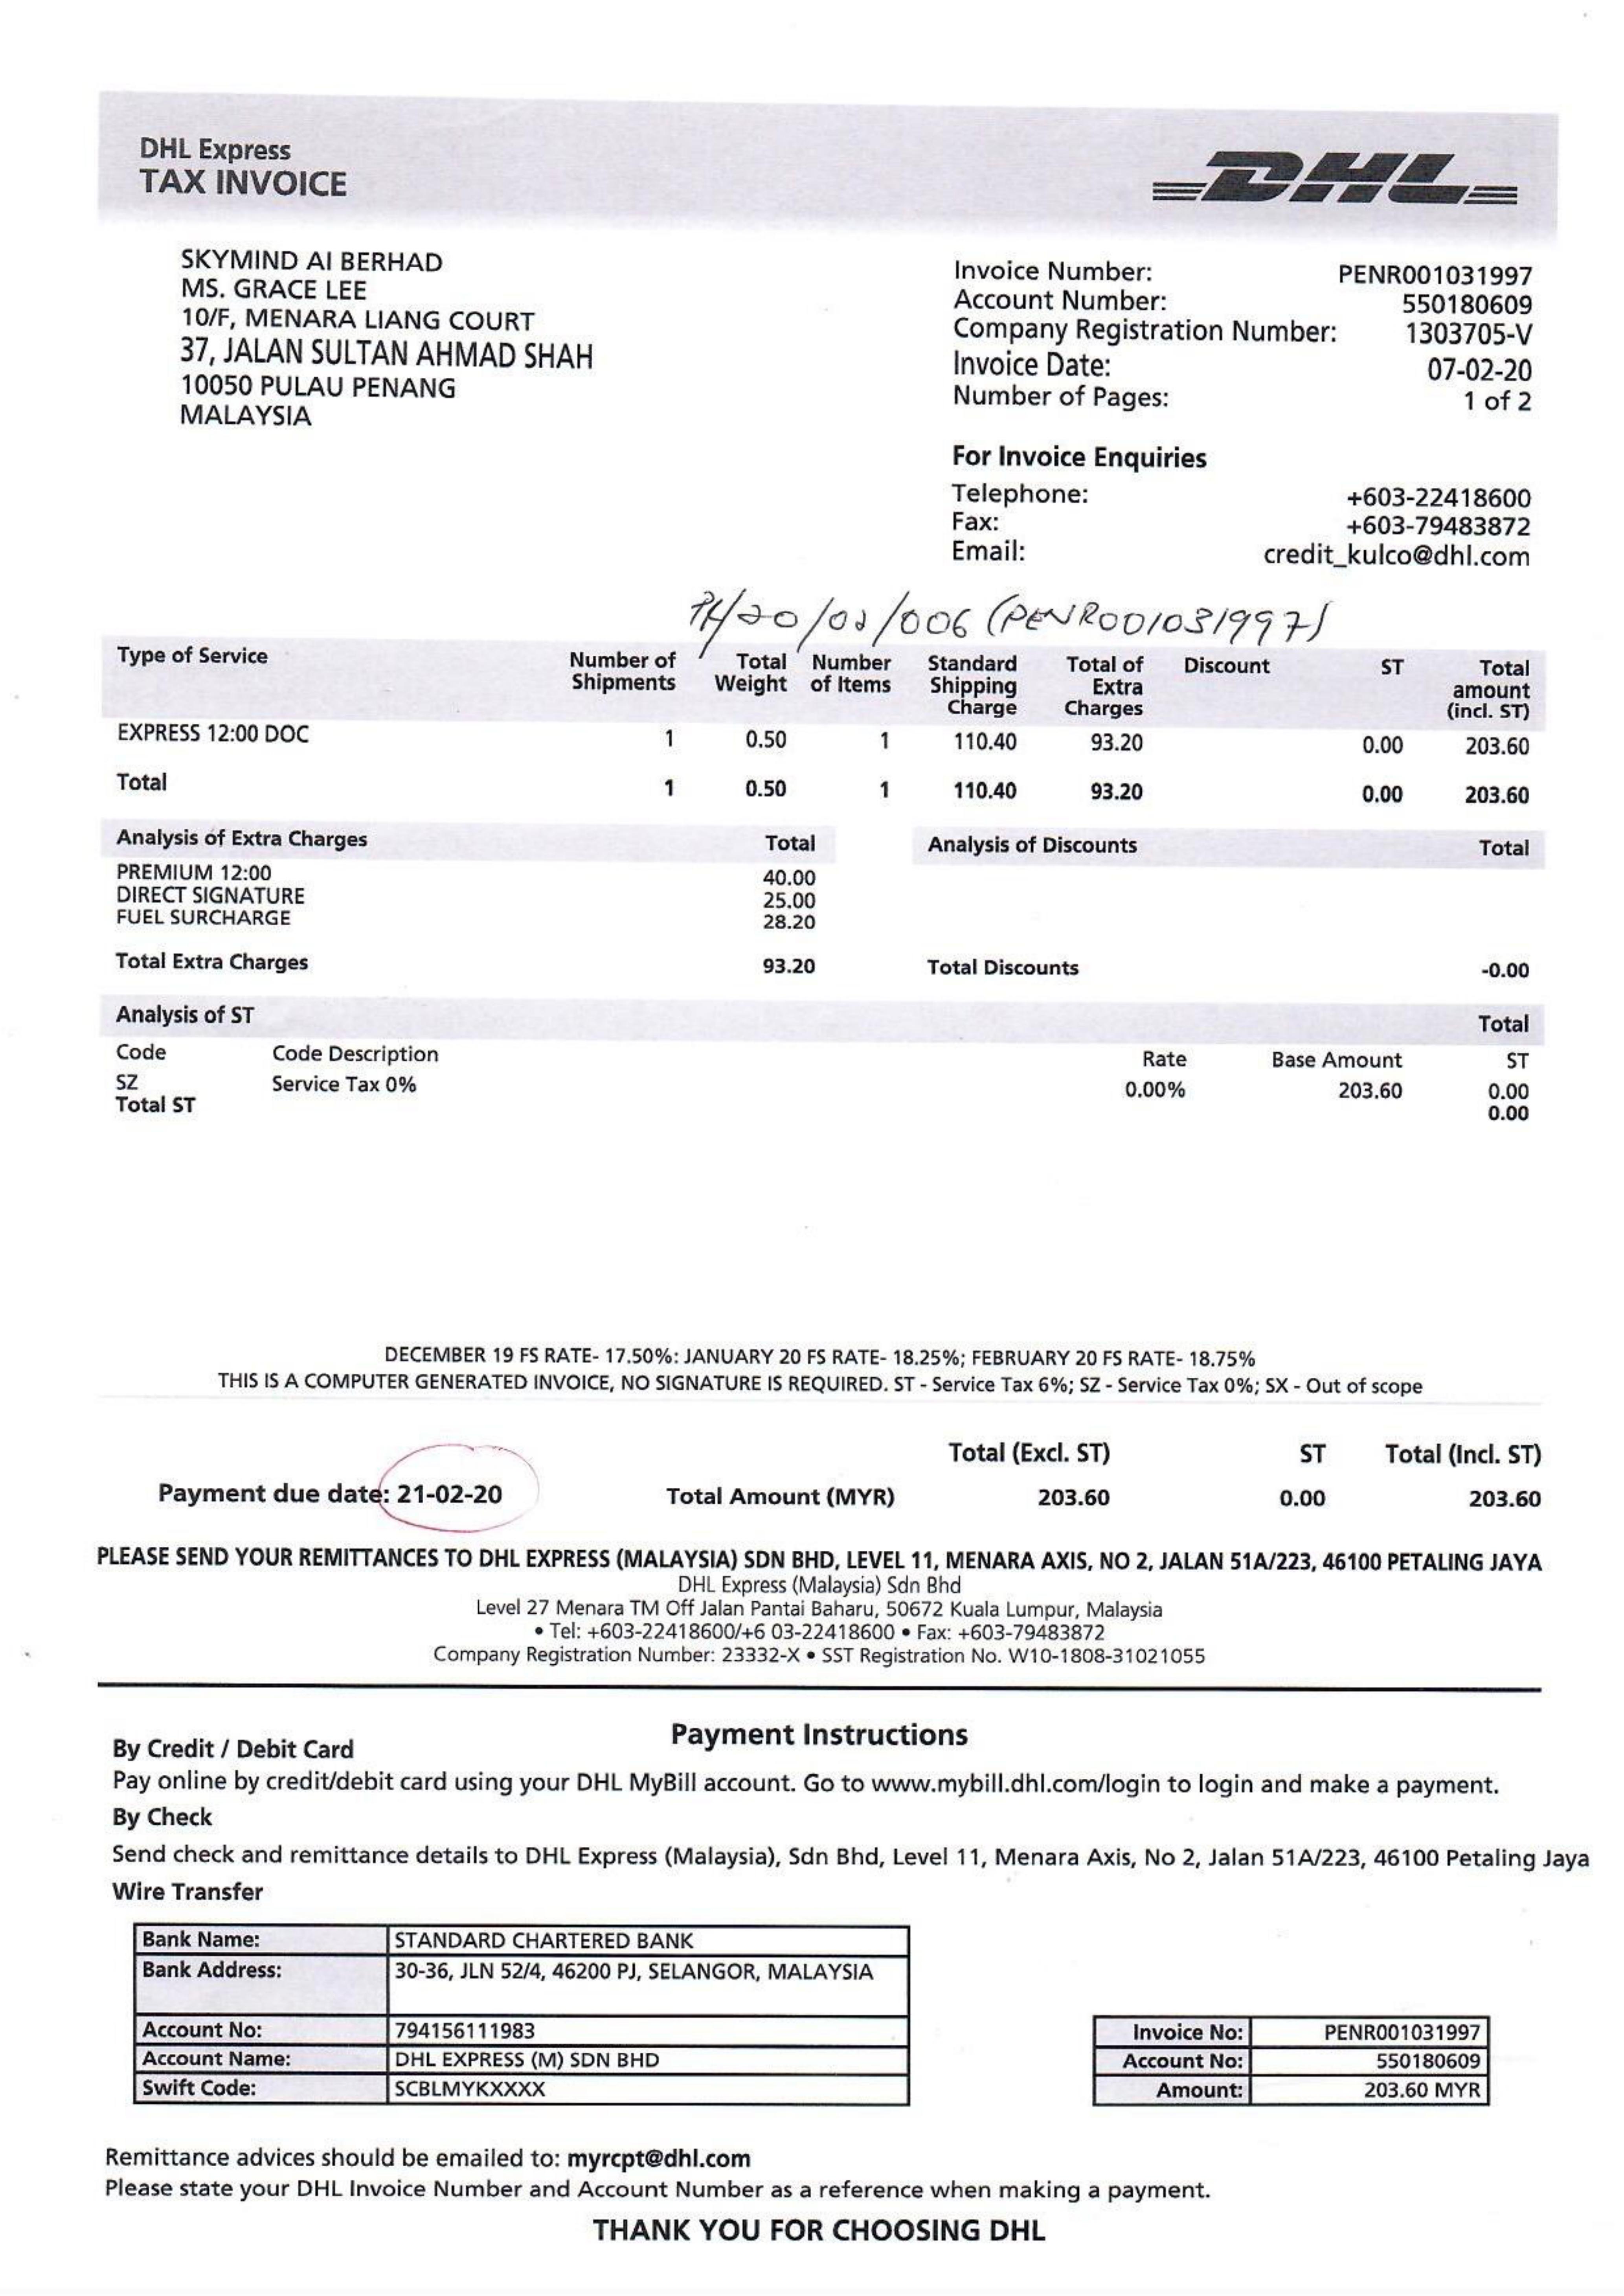 DHL Express
TAX INVOICE
DHL
SKYMIND AI BERHAD
MS. GRACE LEE
10/F, MENARA LIANG COURT
37, JALAN SULTAN AHMAD SHAH
10050 PULAU PENANG
MALAYSIA
Invoice Number: PENR001031997
Account Number: 550180609
Company Registration Number: 1303705-V
Invoice Date: 07-02-20
Number of Pages: 1 of 2
For Invoice Enquiries
Telephone: +603-22418600
Fax: +603-79483872
Email: credit_kulco@dhl.com
(PENR001031997)
Type of Service Number of Shipments Total Weight Number of Items Standard Shipping Charge Total of Extra Charges Discount ST Total amount (incl. ST)
EXPRESS 12:00 DOC 1 0.50 1 110.40 93.20 0.00 203.60
Total 1 0.50 1 110.40 93.20 0.00 203.60
Analysis of Extra Charges Total Analysis of Discounts Total
PREMIUM 12:00 40.00
DIRECT SIGNATURE 25.00
FUEL SURCHARGE 28.20
Total Extra Charges 93.20 Total Discounts -0.00
Analysis of ST Total
Code Code Description Rate Base Amount ST
SZ Service Tax 0% 0.00% 203.60 0.00
Total ST 0.00
DECEMBER 19 FS RATE- 17.50%: JANUARY 20 FS RATE- 18.25%; FEBRUARY 20 FS RATE- 18.75%
THIS IS A COMPUTER GENERATED INVOICE, NO SIGNATURE IS REQUIRED. ST - Service Tax 6%; SZ - Service Tax 0%; SX - Out of scope
Total (Excl. ST) ST Total (Incl. ST)
Payment due date: 21-02-20 Total Amount (MYR) 203.60 0.00 203.60
PLEASE SEND YOUR REMITTANCES TO DHL EXPRESS (MALAYSIA) SDN BHD, LEVEL 11, MENARA AXIS, NO 2, JALAN 51A/223, 46100 PETALING JAYA
DHL Express (Malaysia) Sdn Bhd
Level 27 Menara TM Off Jalan Pantai Baharu, 50672 Kuala Lumpur, Malaysia
• Tel: +603-22418600/+6 03-22418600 • Fax: +603-79483872
Company Registration Number: 23332-X • SST Registration No. W10-1808-31021055
Payment Instructions
By Credit / Debit Card
Pay online by credit/debit card using your DHL MyBill account. Go to www.mybill.dhl.com/login to login and make a payment.
By Check
Send check and remittance details to DHL Express (Malaysia), Sdn Bhd, Level 11, Menara Axis, No 2, Jalan 51A/223, 46100 Petaling Jaya
Wire Transfer
Bank Name: STANDARD CHARTERED BANK
Bank Address: 30-36, JLN 52/4, 46200 PJ, SELANGOR, MALAYSIA
Account No: 794156111983
Account Name: DHL EXPRESS (M) SDN BHD
Swift Code: SCBLMYKXXXX
Invoice No: PENR001031997
Account No: 550180609
Amount: 203.60 MYR
Remittance advices should be emailed to: myrcpt@dhl.com
Please state your DHL Invoice Number and Account Number as a reference when making a payment.
THANK YOU FOR CHOOSING DHL